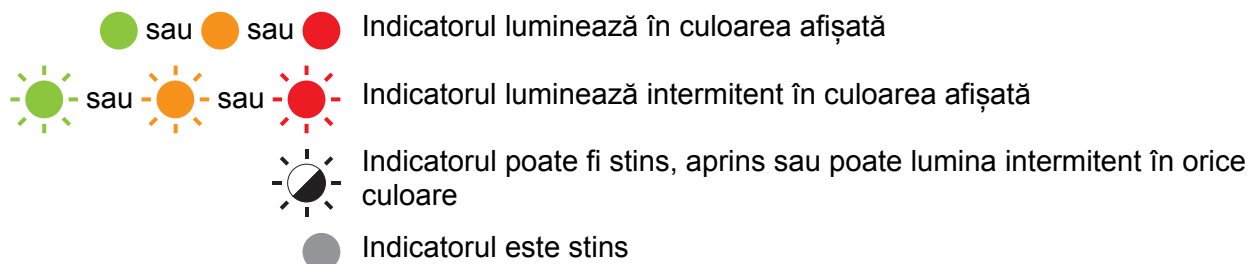 sau sau Indicatorul luminează în culoarea afișată
sau sau Indicatorul luminează intermitent în culoarea afișată
Indicatorul poate fi stins, aprins sau poate lumina intermitent în orice
culoare
Indicatorul este stins